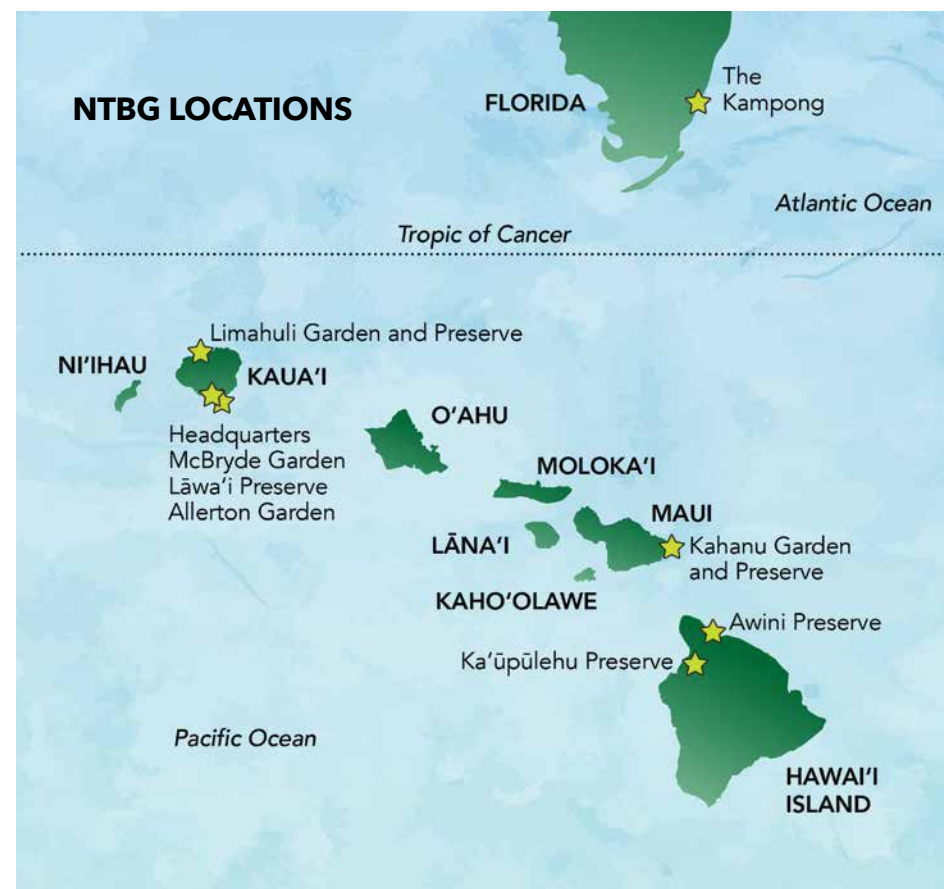 NTBG LOCATIONS
FLORIDA
The
Kampong
Atlantic Ocean
Tropic of Cancer
Limahuli Garden and Preserve
NI‘IHAU
KAUA‘I
Headquarters
McBryde Garden
Lāwa‘i Preserve
Allerton Garden
O‘AHU
MOLOKA‘I
MAUI
LĀNA‘I
Kahanu Garden
and Preserve
KAHO‘OLAWE
Awini Preserve
Ka‘ūpūlehu Preserve
Pacific Ocean
HAWAI‘I
ISLAND